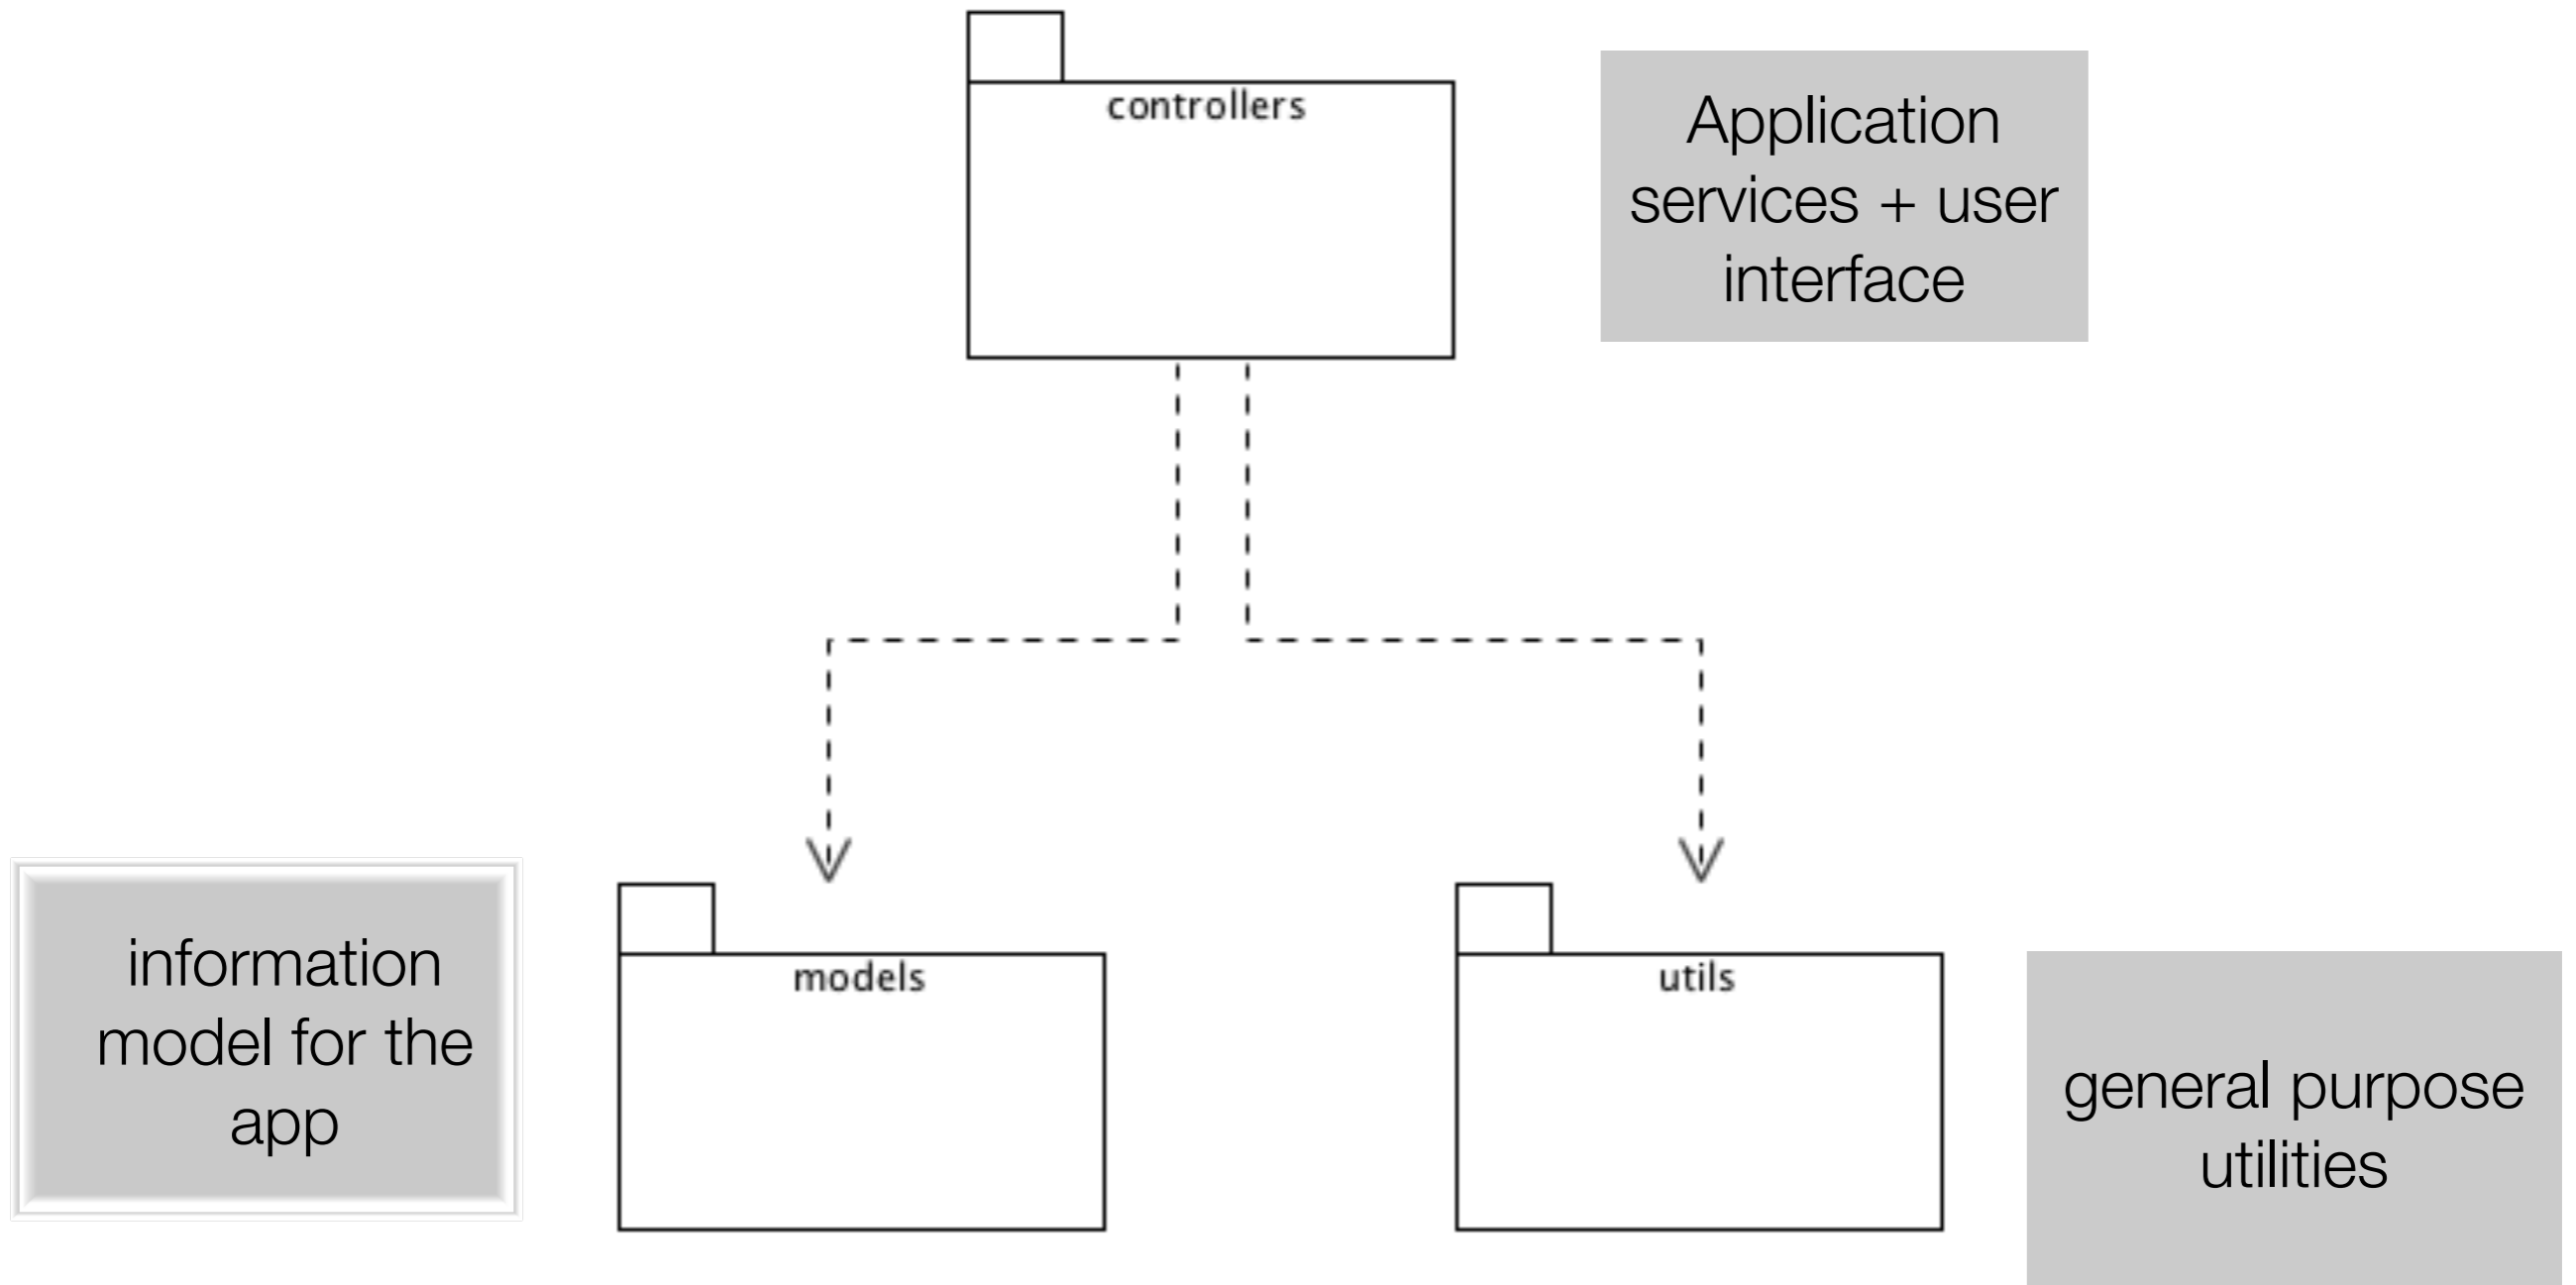 controllers
Application
services + user
interface
information
model for the
app
models
utils
general purpose
utilities